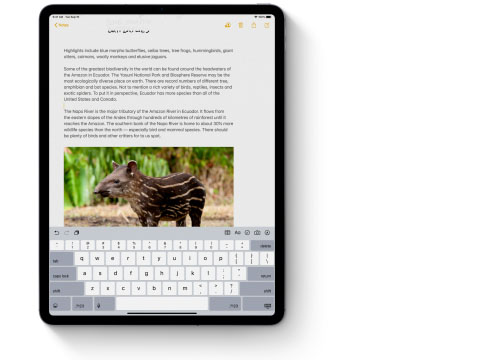 Notes
Highlights include blue morpho butterflies, ceibo trees, tree frogs, hummingbirds, giant
otters, caimans, woolly monkeys and elusive jaguars.
Some of the greatest biodiversity in the world can be found around the headwaters of
the Amazon in Ecuador. The Yasuní National Park and Biosphere Reserve may be the
most ecologically diverse place on earth. There are record numbers of different tree,
amphibian and bat species. Not to mention a rich variety of birds, reptiles, insects and
exotic spiders. To put it in perspective, Ecuador has more species than all of the
United States and Canada.
The Napo River is the major tributary of the Amazon in Ecuador. It flows from
the eastern slopes of the Andes through hundreds of kilometres of rainforest until it
reaches the Amazon. The southern bank of the Napo River is home to about 30% more
wildlife species than the north — especially bird and mammal species. There should
be plenty of birds and other critters for to us spot.
Aa
delete
tab q w e r t y u i o p
caps lock a s d f g h j k l return
shift z x c v b n m shift
.?123 .?123